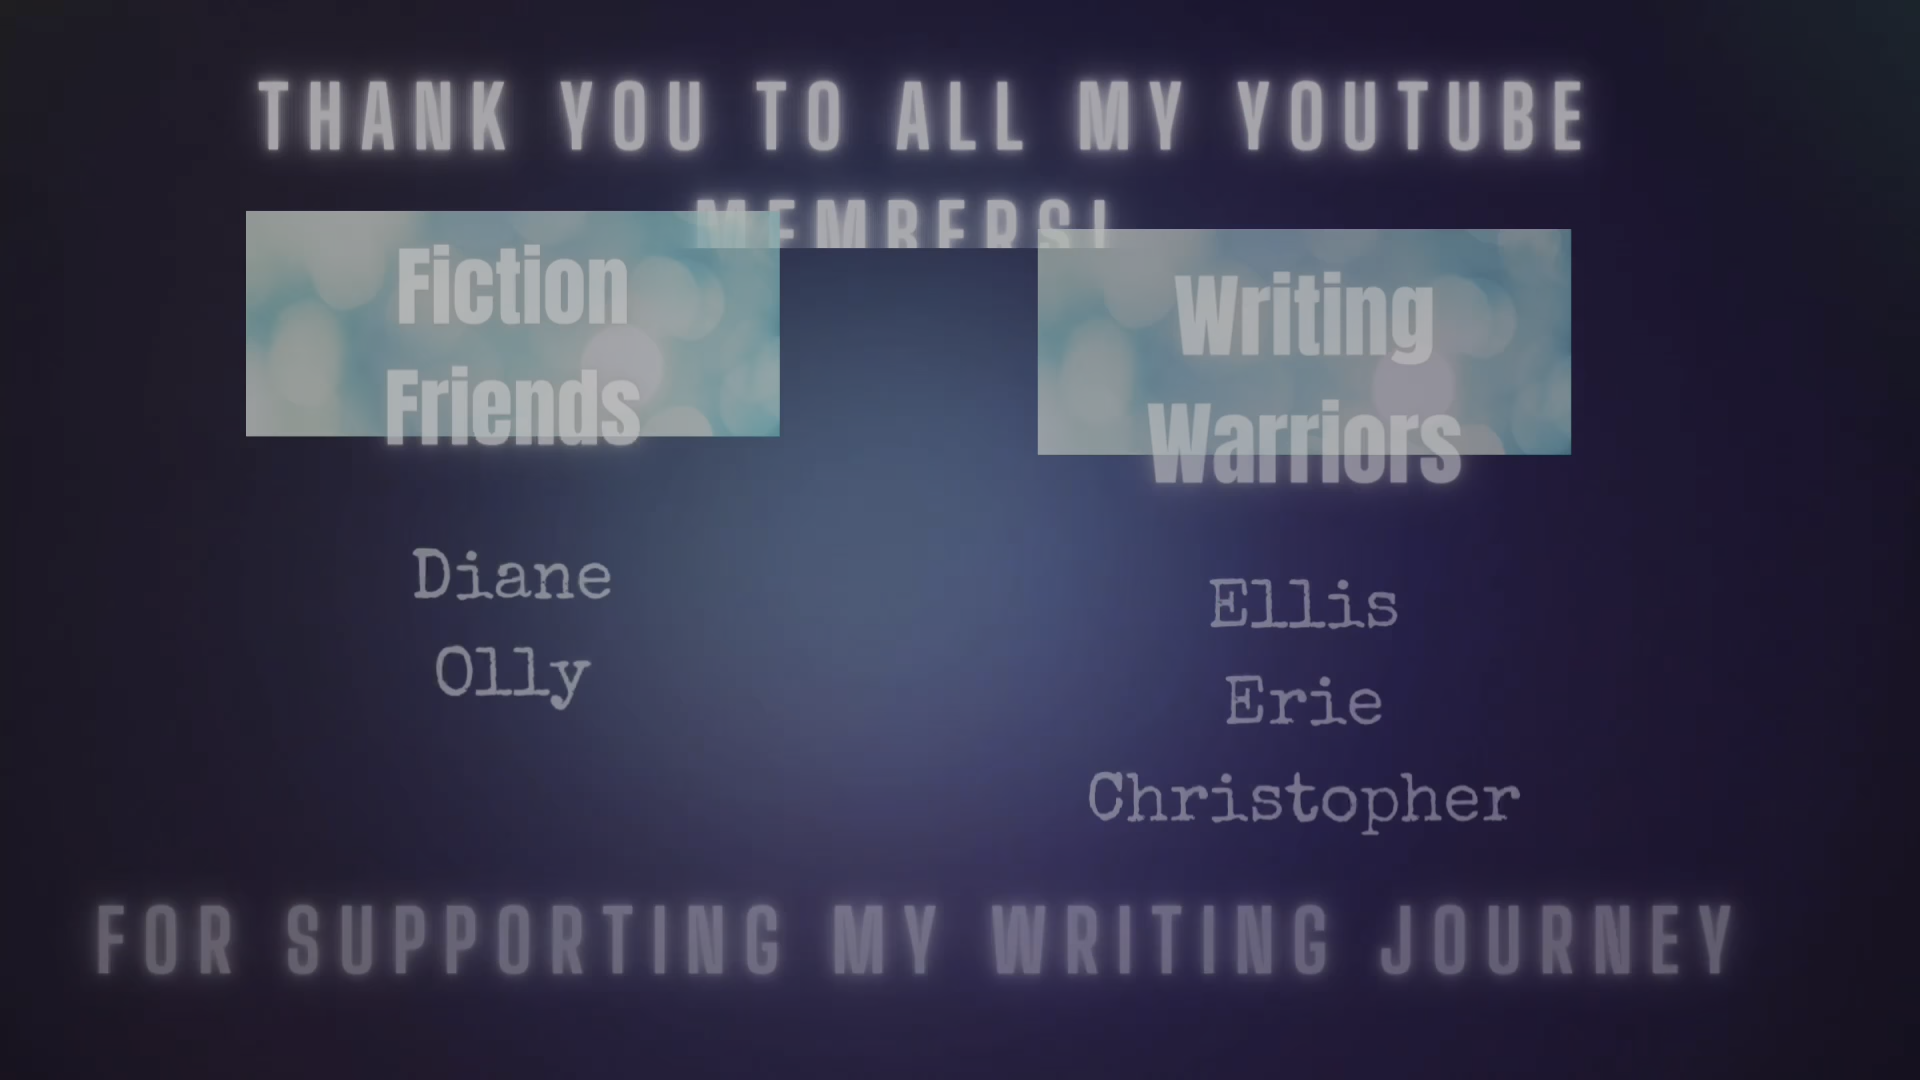 THANK YOU TO ALL MY YOUTUBE
MEMBERS!
Fiction
Friends
Diane
Olly
Writing
Warriors
Ellis
Erie
Christopher
FOR SUPPORTING MY WRITING JOURNEY